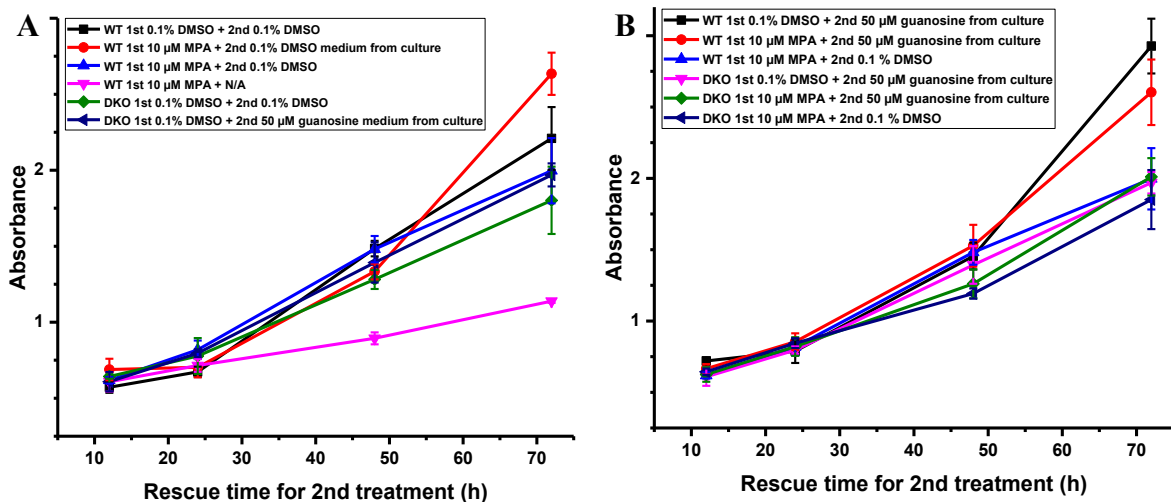 A
WT 1st 0.1% DMSO + 2nd 0.1% DMSO
WT 1st 10 µM MPA + 2nd 0.1% DMSO medium from culture
WT 1st 10 µM MPA + 2nd 0.1% DMSO
WT 1st 10 µM MPA + N/A
DKO 1st 0.1% DMSO + 2nd 0.1% DMSO
DKO 1st 0.1% DMSO + 2nd 50 µM guanosine medium from culture
Absorbance
2
1
10 20 30 40 50 60 70
Rescue time for 2nd treatment (h)
B
WT 1st 0.1% DMSO + 2nd 50 µM guanosine from culture
WT 1st 10 µM MPA + 2nd 50 µM guanosine from culture
WT 1st 10 µM MPA + 2nd 0.1 % DMSO
DKO 1st 0.1% DMSO + 2nd 50 µM guanosine from culture
DKO 1st 10 µM MPA + 2nd 50 µM guanosine from culture
DKO 1st 10 µM MPA + 2nd 0.1 % DMSO
Absorbance
2
1
10 20 30 40 50 60 70
Rescue time for 2nd treatment (h)